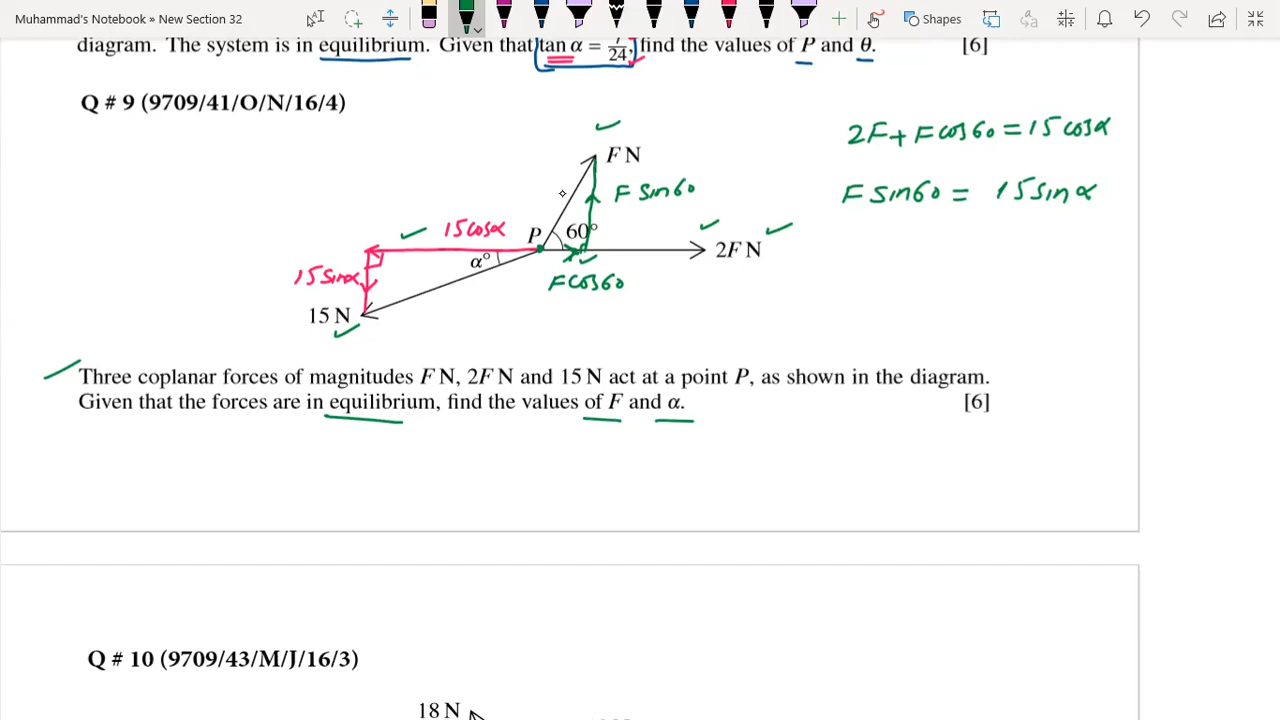 Muhammad's Notebook » New Section 32
Shapes
diagram. The system is in equilibrium. Given that tan α = 7/24, find the values of P and θ. [6]
Q # 9 (9709/41/O/N/16/4)
2F + F cos 60 = 15 cos α
F N
F sin 60
F sin 60 = 15 sin α
15 cos α
P
60°
2F N
α°
15 sin α
F cos 60
15 N
Three coplanar forces of magnitudes F N, 2F N and 15 N act at a point P, as shown in the diagram.
Given that the forces are in equilibrium, find the values of F and α. [6]
Q # 10 (9709/43/M/J/16/3)
18 N